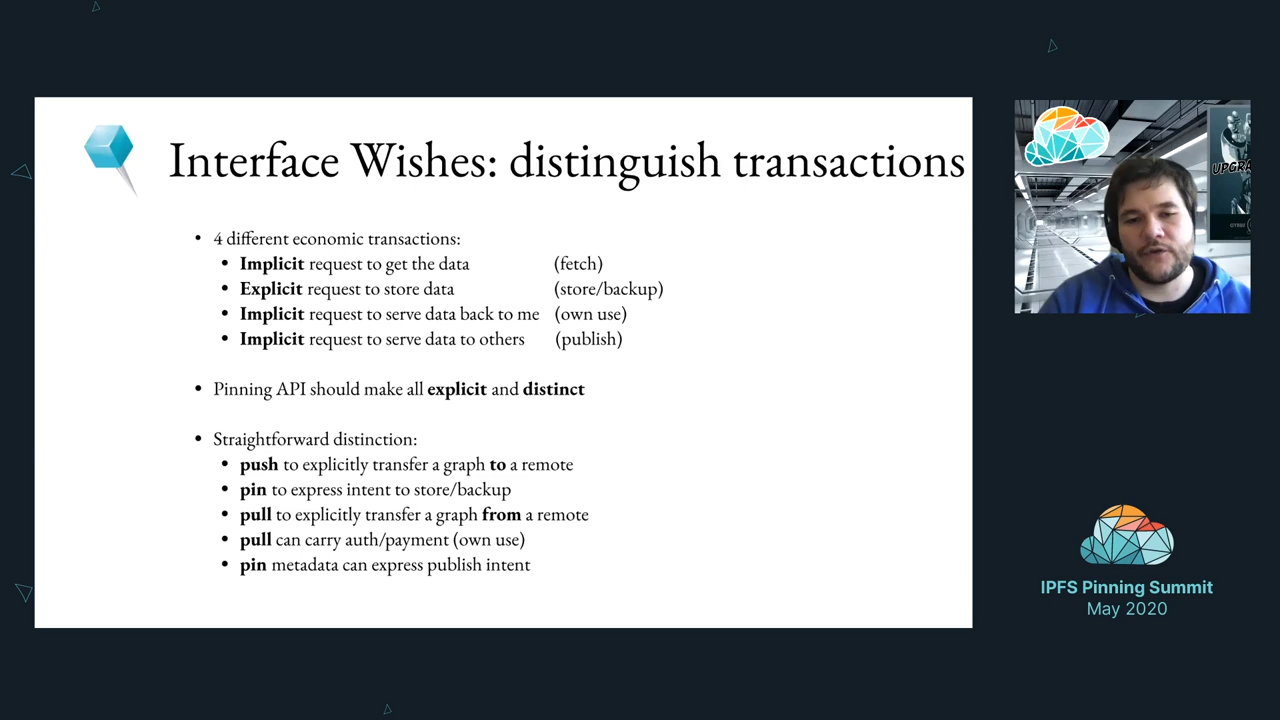 Interface Wishes: distinguish transactions
• 4 different economic transactions:
• Implicit request to get the data (fetch)
• Explicit request to store data (store/backup)
• Implicit request to serve data back to me (own use)
• Implicit request to serve data to others (publish)
• Pinning API should make all explicit and distinct
• Straightforward distinction:
• push to explicitly transfer a graph to a remote
• pin to express intent to store/backup
• pull to explicitly transfer a graph from a remote
• pull can carry auth/payment (own use)
• pin metadata can express publish intent
IPFS Pinning Summit
May 2020